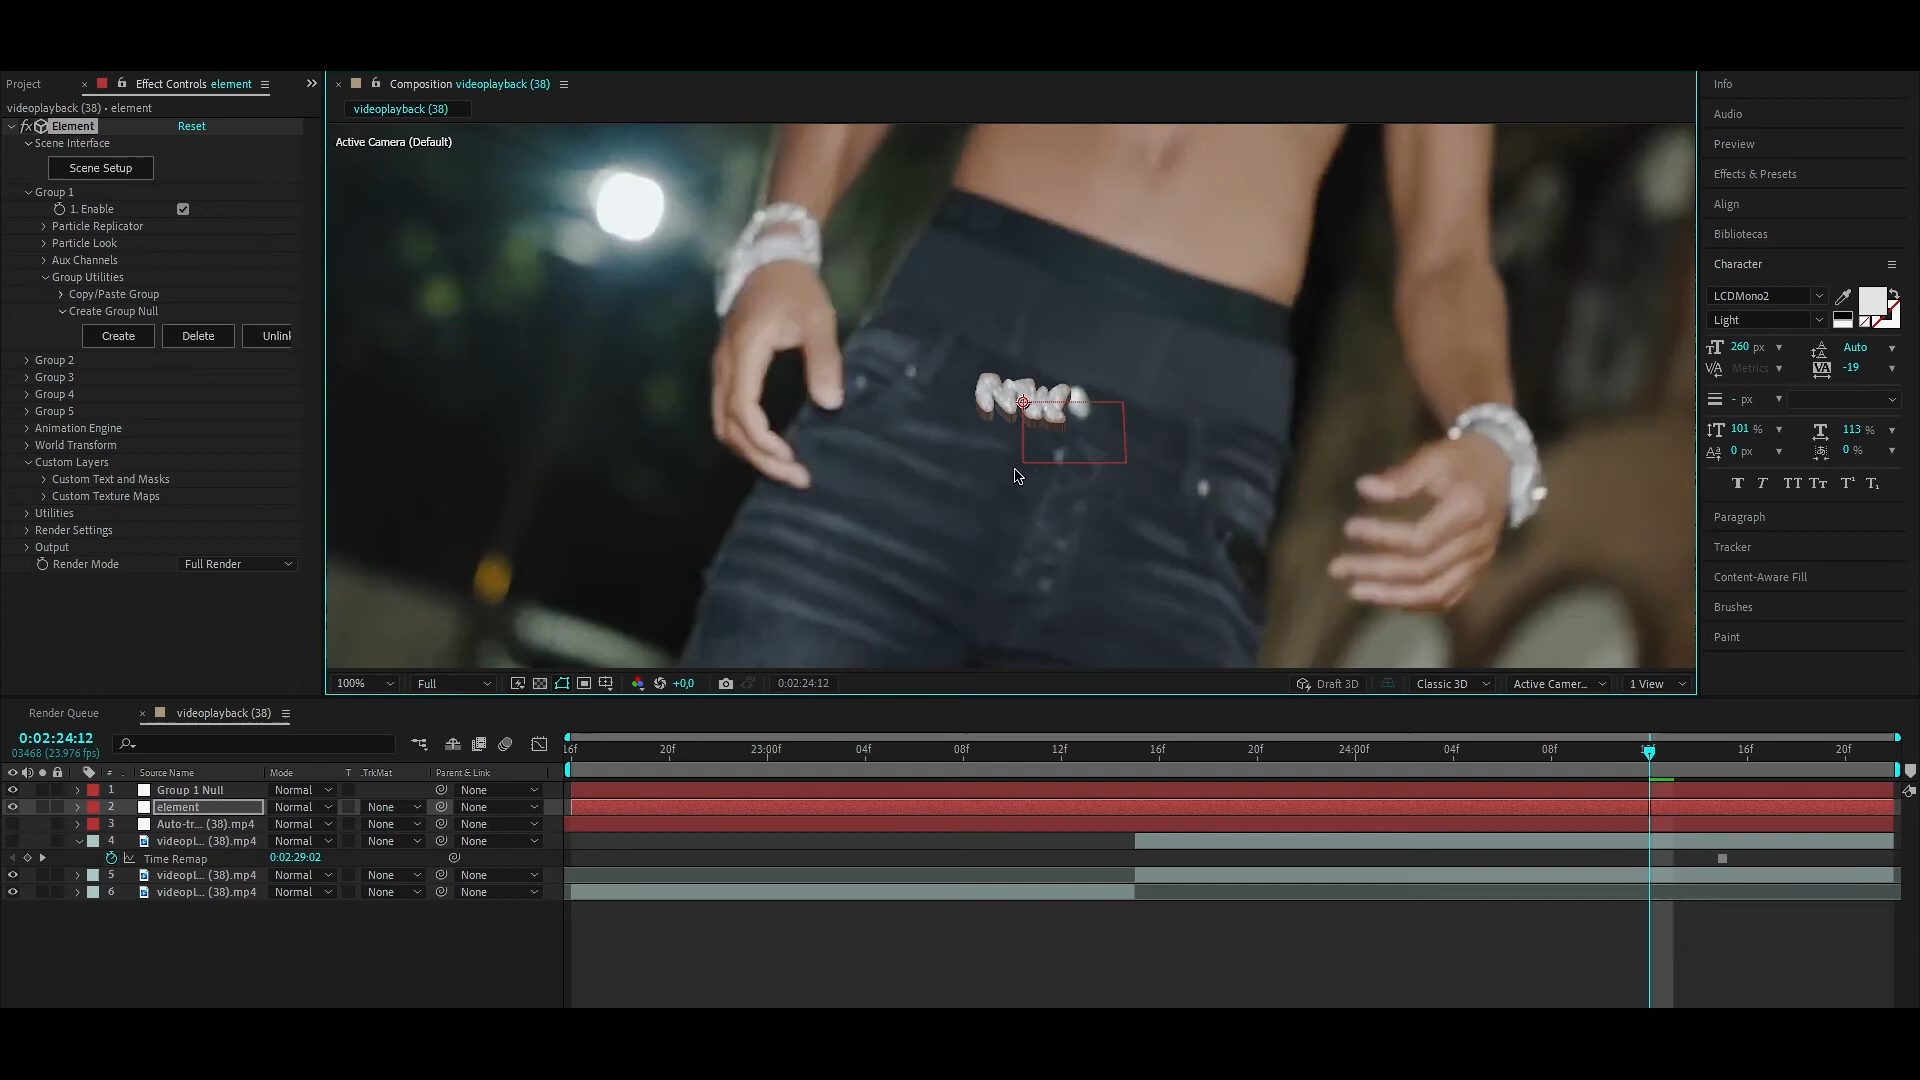 Project
Effect Controls element
videoplayback (38) • element
fx Element Reset
Scene Interface
Scene Setup
Group 1
1. Enable
Particle Replicator
Particle Look
Aux Channels
Group Utilities
Copy/Paste Group
Create Group Null
Create Delete Unlink
Group 2
Group 3
Group 4
Group 5
Animation Engine
World Transform
Custom Layers
Custom Text and Masks
Custom Texture Maps
Utilities
Render Settings
Output
Render Mode Full Render
Composition videoplayback (38)
videoplayback (38)
Active Camera (Default)
100% Full +0,0 0:02:24:12 Draft 3D Classic 3D Active Camer... 1 View
Info
Audio
Preview
Effects & Presets
Align
Bibliotecas
Character
LCDMono2
Light
260 px Auto
Metrics -19
- px
101 % 113 %
0 px 0 %
T T TT Tt T¹ T₁
Paragraph
Tracker
Content-Aware Fill
Brushes
Paint
Render Queue videoplayback (38)
0:02:24:12
03468 (23.976 fps)
16f 20f 23:00f 04f 08f 12f 16f 20f 24:00f 04f 08f 16f 20f
# Source Name Mode T .TrkMat Parent & Link
1 Group 1 Null Normal None
2 element Normal None None
3 Auto-tr... (38).mp4 Normal None None
4 videopl... (38).mp4 Normal None None
Time Remap 0:02:29:02
5 videopl... (38).mp4 Normal None None
6 videopl... (38).mp4 Normal None None